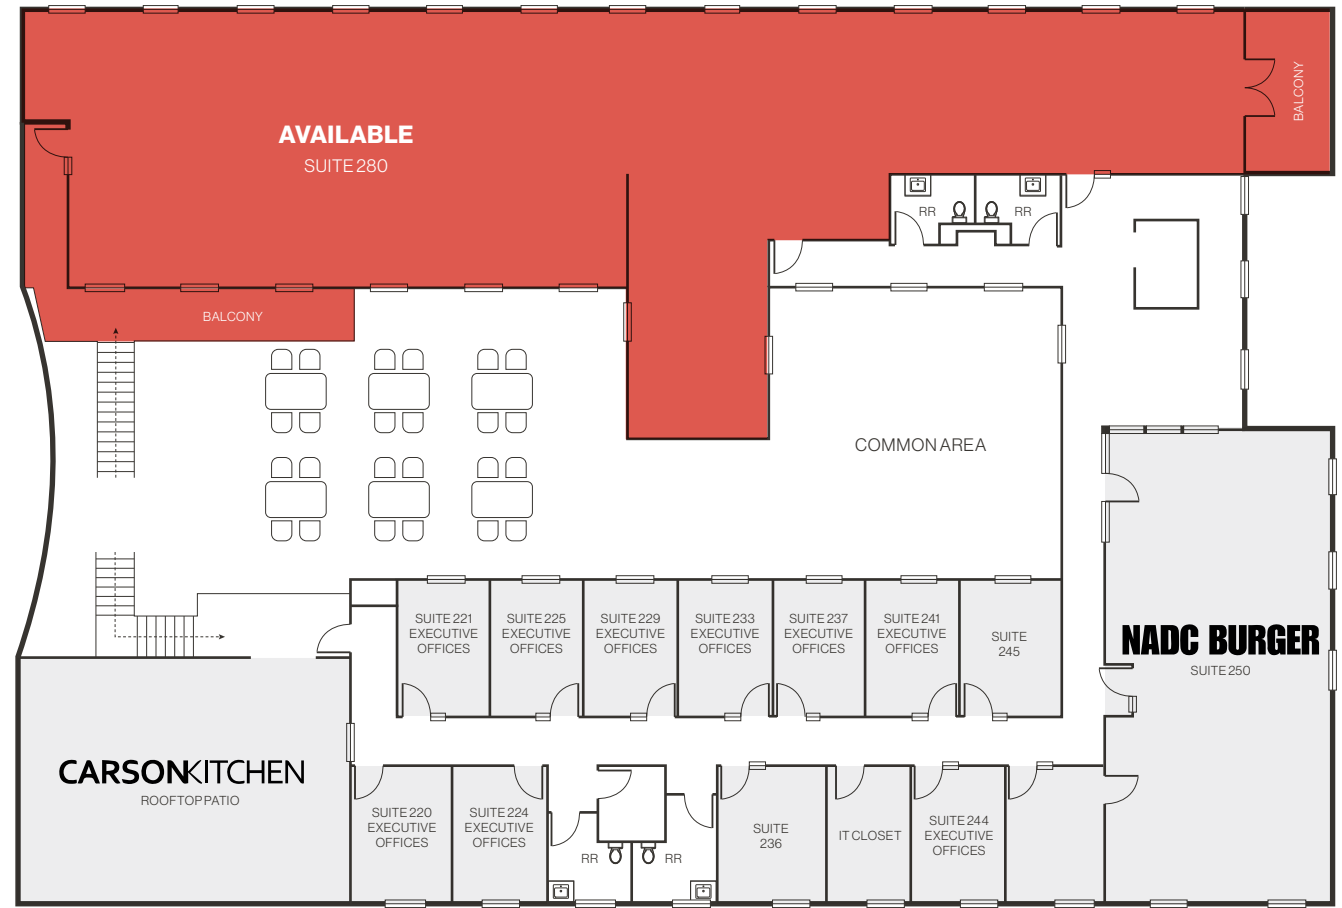 BALCONY
AVAILABLE
SUITE 280
RR
RR
BALCONY
COMMON AREA
SUITE 221
EXECUTIVE
OFFICES
SUITE 225
EXECUTIVE
OFFICES
SUITE 229
EXECUTIVE
OFFICES
SUITE 233
EXECUTIVE
OFFICES
SUITE 237
EXECUTIVE
OFFICES
SUITE 241
EXECUTIVE
OFFICES
SUITE
245
NADC BURGER
SUITE 250
CARSONKITCHEN
ROOFTOP PATIO
SUITE 220
EXECUTIVE
OFFICES
SUITE 224
EXECUTIVE
OFFICES
RR
RR
SUITE
236
IT CLOSET
SUITE 244
EXECUTIVE
OFFICES